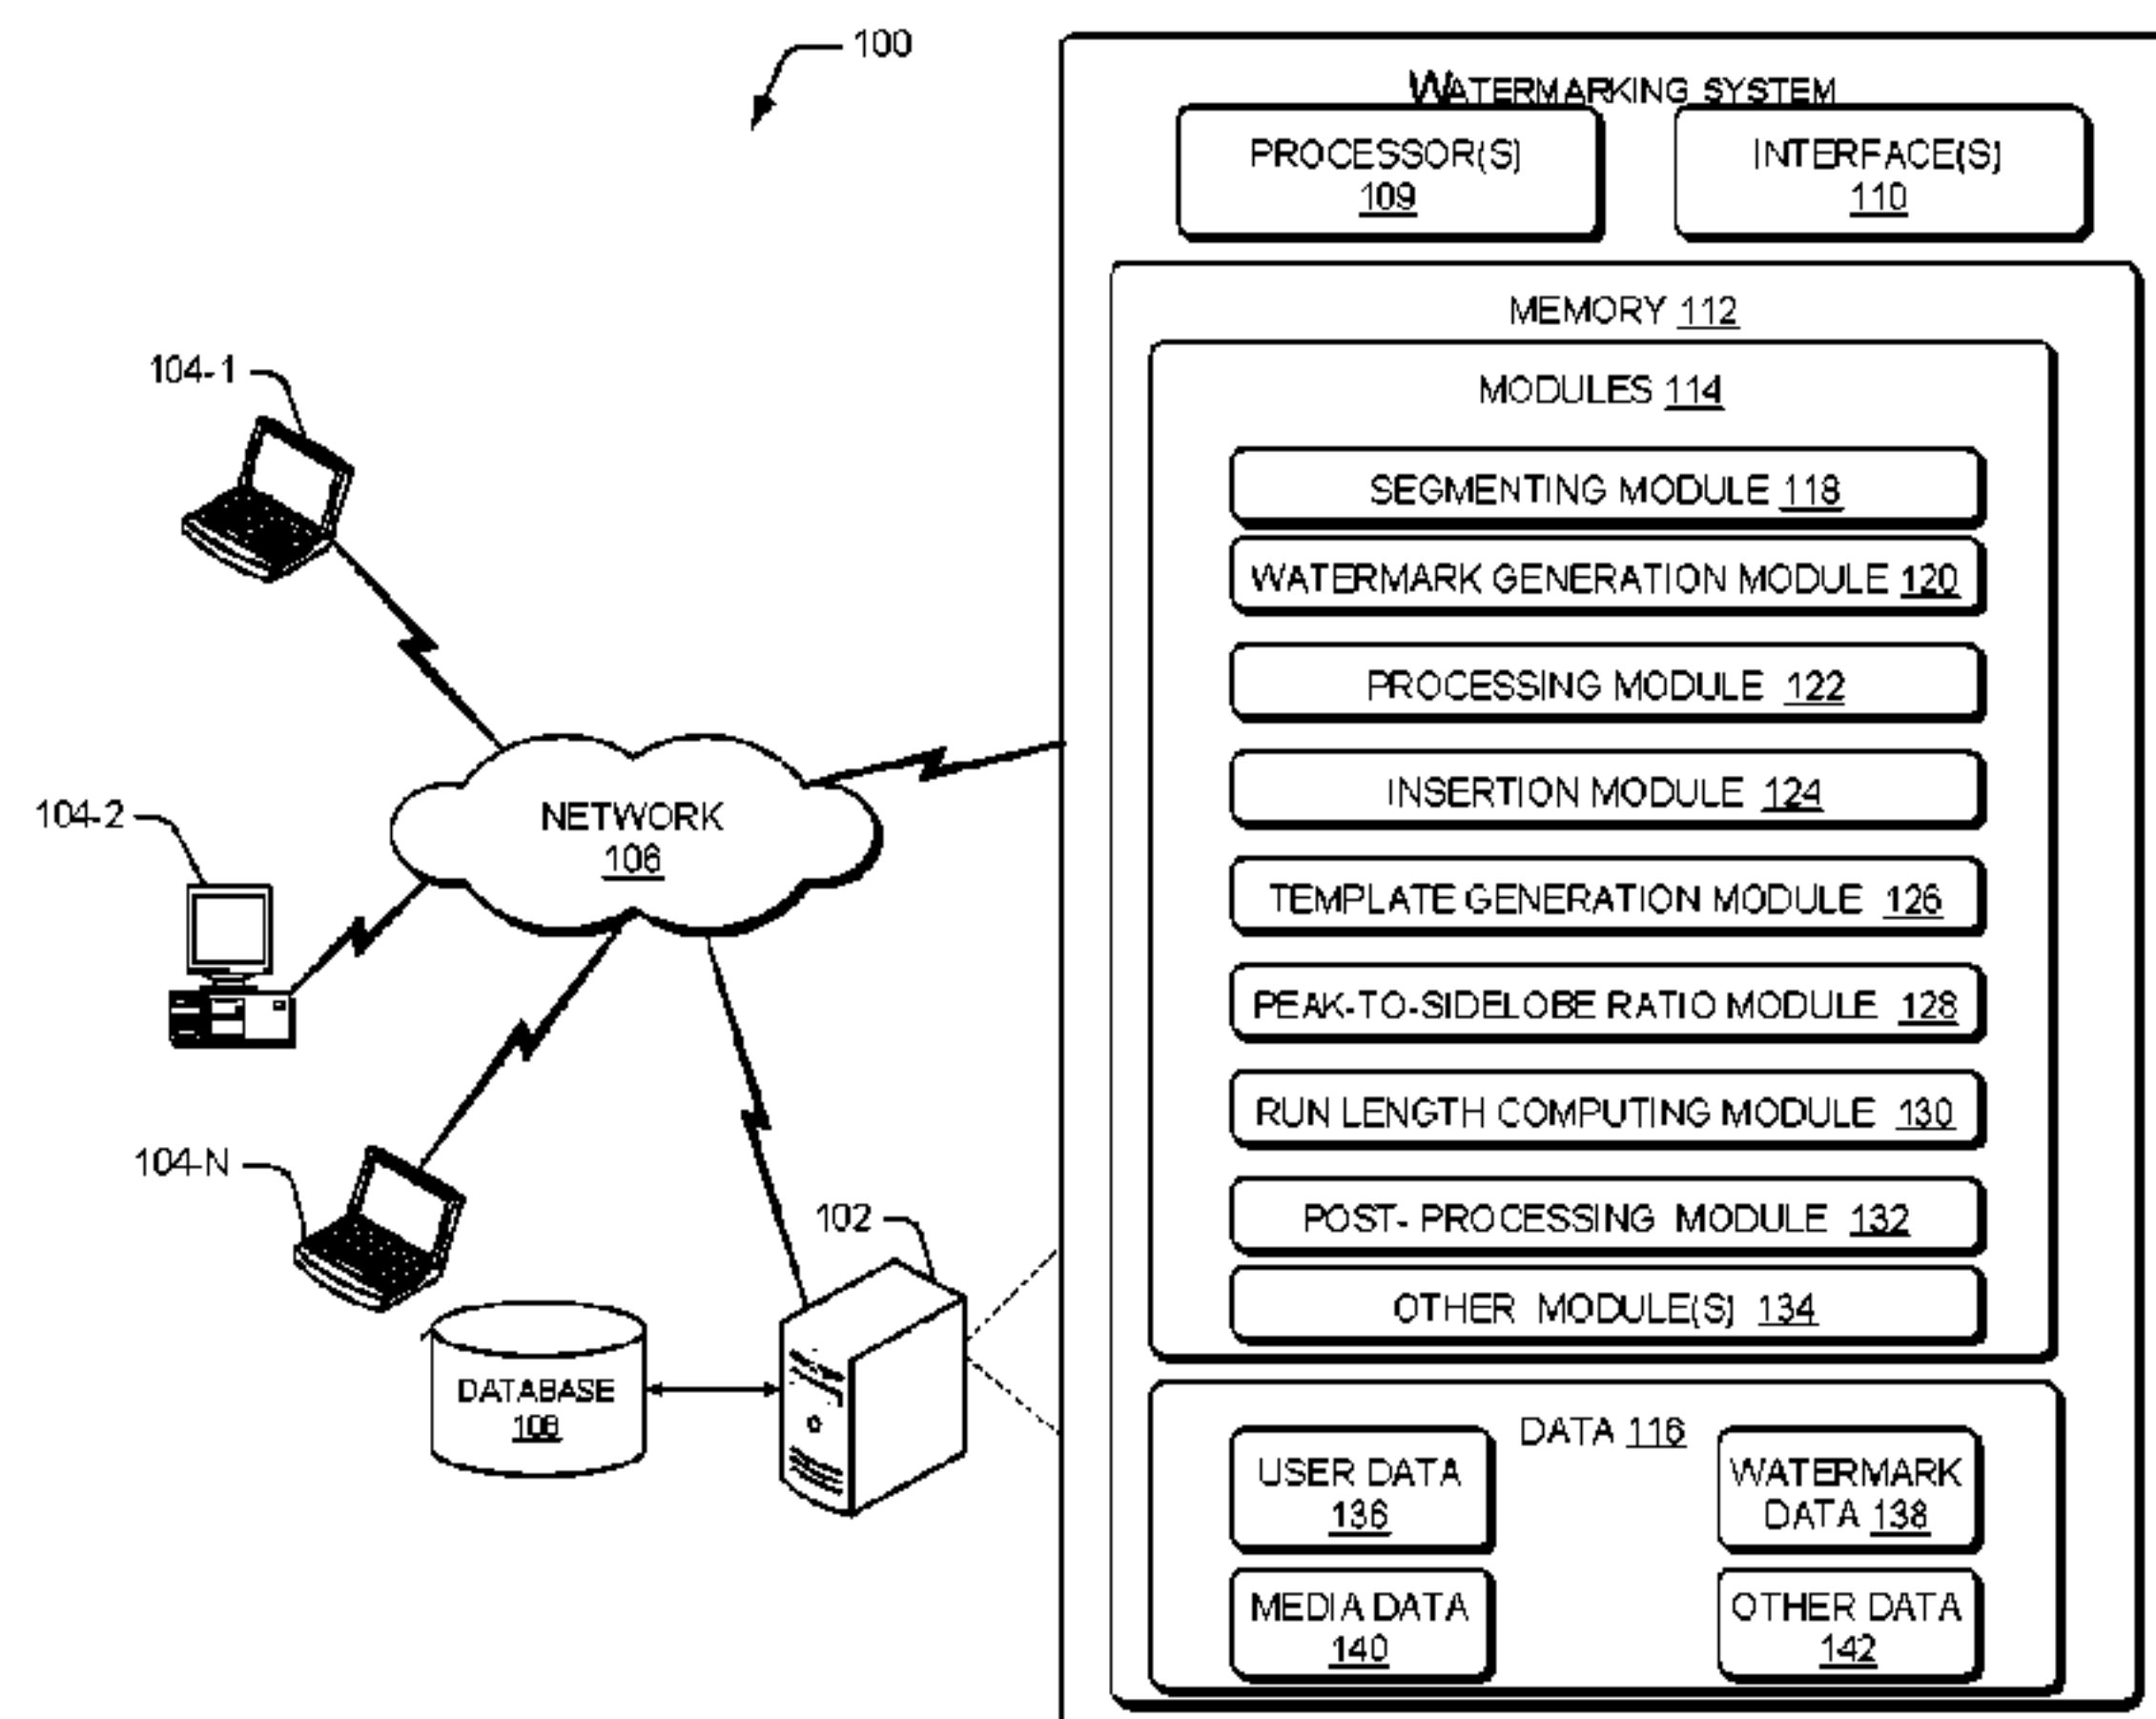 100
WATERMARKING SYSTEM
PROCESSOR(S)
109
INTERFACE(S)
110
MEMORY 112
MODULES 114
SEGMENTING MODULE 118
WATERMARK GENERATION MODULE 120
PROCESSING MODULE 122
INSERTION MODULE 124
TEMPLATE GENERATION MODULE 126
PEAK-TO-SIDELOBE RATIO MODULE 128
RUN LENGTH COMPUTING MODULE 130
POST- PROCESSING MODULE 132
OTHER MODULE(S) 134
DATA 116
USER DATA
136
WATERMARK
DATA 138
MEDIA DATA
140
OTHER DATA
142
104-1
104-2
NETWORK
106
104-N
102
DATABASE
108